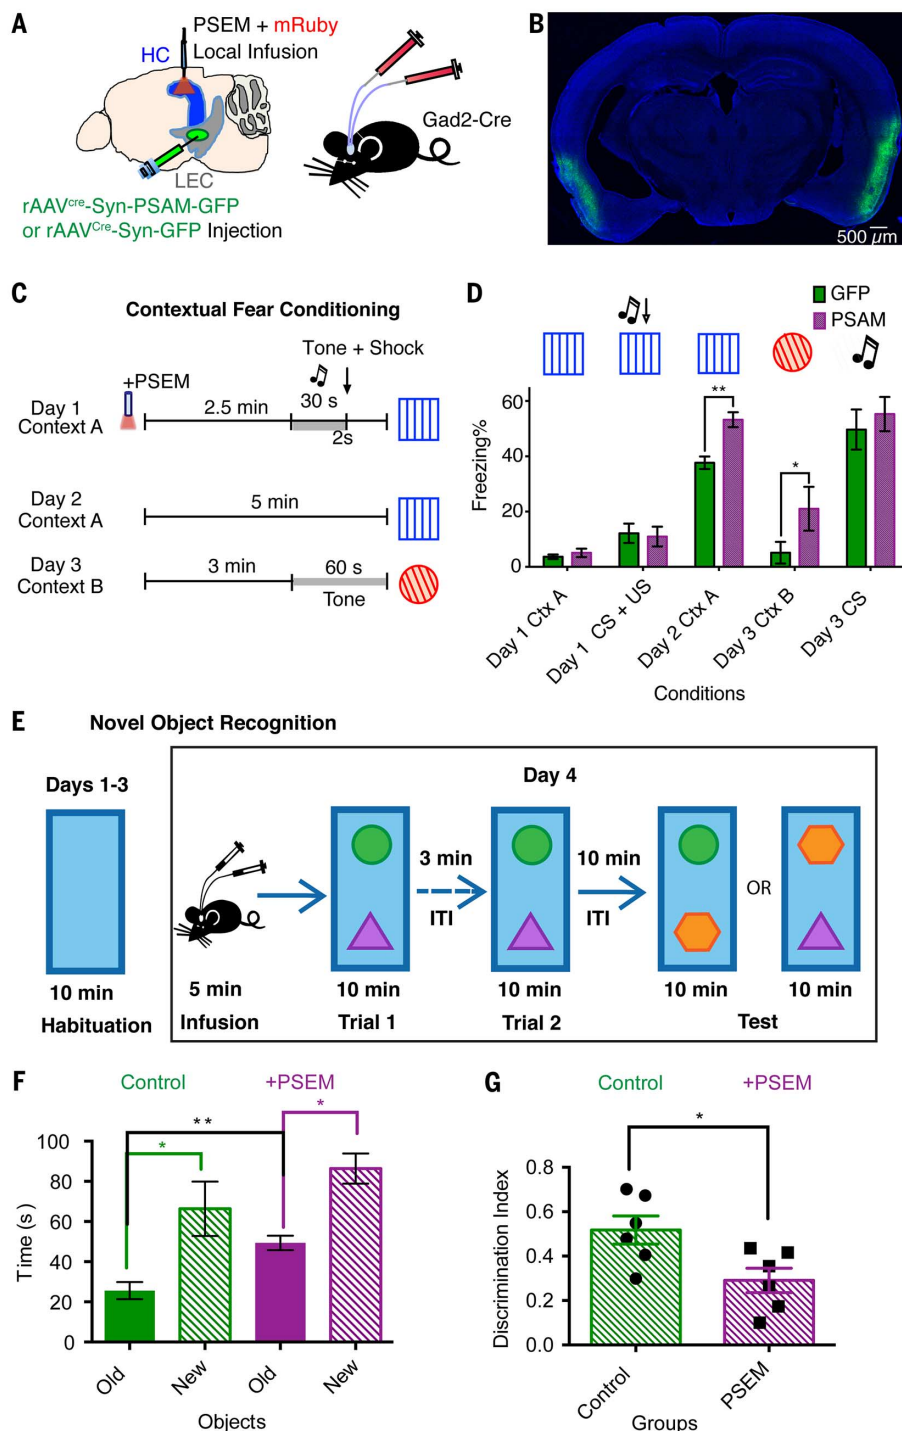 A
PSEM + mRuby
Local Infusion
HC
LEC
Gad2-Cre
rAAVcre-Syn-PSAM-GFP
or rAAVCre-Syn-GFP Injection
B
500 µm
C
Contextual Fear Conditioning
Tone + Shock
+PSEM
Day 1
Context A
2.5 min
30 s
2s
Day 2
Context A
5 min
Day 3
Context B
3 min
60 s
Tone
D
GFP
PSAM
Freezing%
60
40
20
0
**
*
Day 1 Ctx A
Day 1 CS + US
Day 2 Ctx A
Day 3 Ctx B
Day 3 CS
Conditions
E
Novel Object Recognition
Days 1-3
10 min
Habituation
Day 4
5 min
Infusion
10 min
Trial 1
3 min
ITI
10 min
Trial 2
10 min
ITI
OR
10 min
10 min
Test
F
Control
+PSEM
**
*
*
Time (s)
100
80
60
40
20
0
Old
New
Old
New
Objects
G
Control
+PSEM
*
Discrimination Index
0.8
0.6
0.4
0.2
0.0
Control
PSEM
Groups